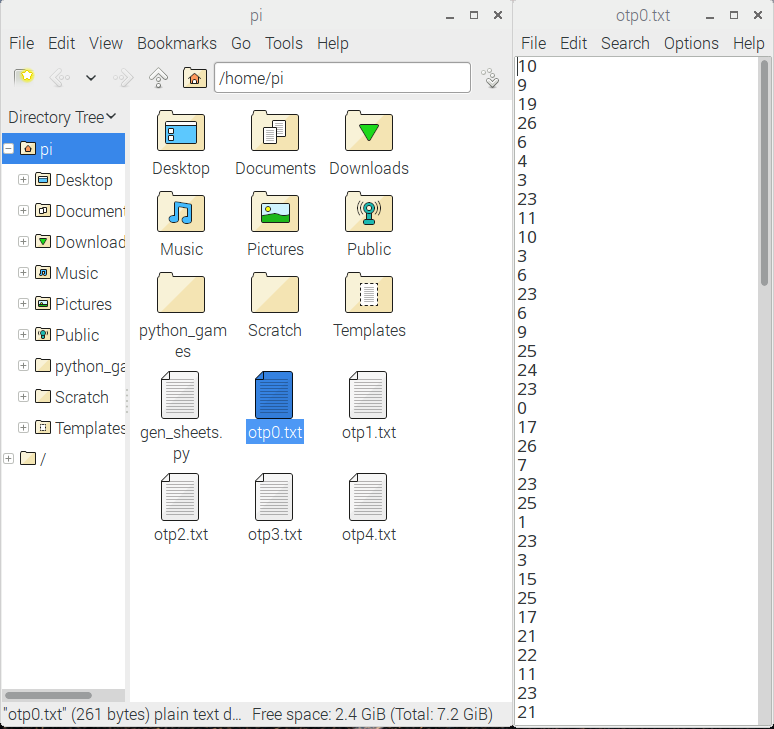 pi
File Edit View Bookmarks Go Tools Help
/home/pi
Directory Tree
pi
Desktop
Documen
Download
Music
Pictures
Public
python_ga
Scratch
Templates
/
Desktop Documents Downloads
Music Pictures Public
python_gam
es
Scratch Templates
gen_sheets.
py
otp0.txt otp1.txt
otp2.txt otp3.txt otp4.txt
"otp0.txt" (261 bytes) plain text d... Free space: 2.4 GiB (Total: 7.2 GiB)
otp0.txt
File Edit Search Options Help
10
9
19
26
6
4
3
23
11
10
3
6
23
6
9
25
24
23
0
17
26
7
23
25
1
23
3
15
25
17
21
22
11
23
21